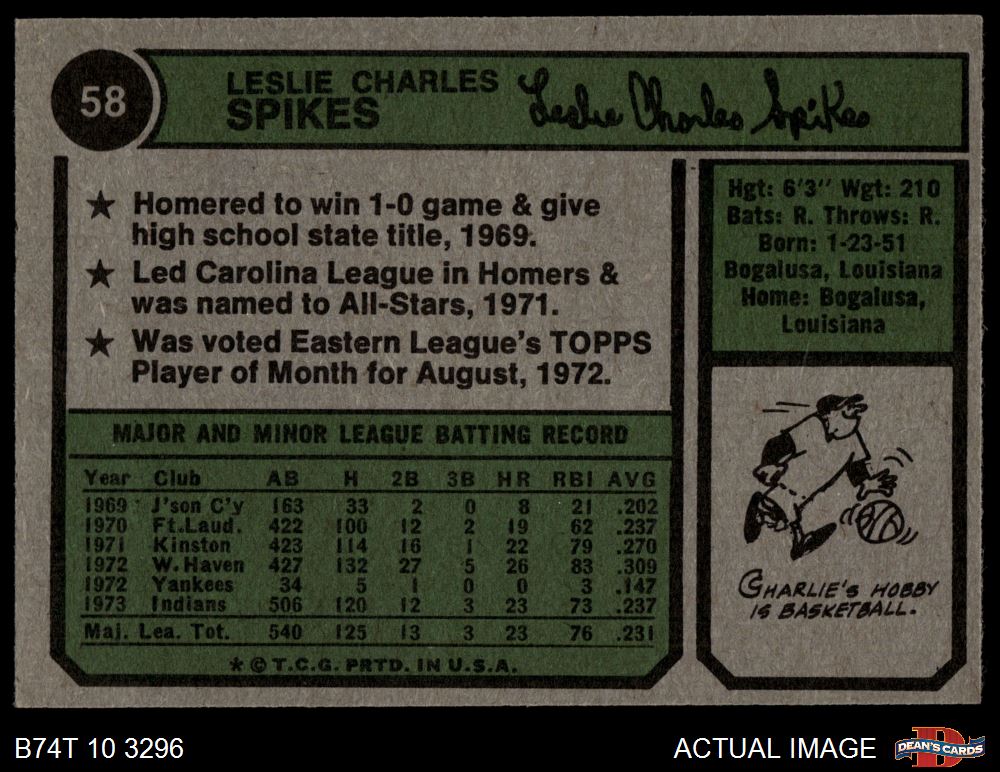 58
LESLIE CHARLES
SPIKES
Leslie Charles Spikes
★ Homered to win 1-0 game & give
high school state title, 1969.
★ Led Carolina League in Homers &
was named to All-Stars, 1971.
★ Was voted Eastern League's TOPPS
Player of Month for August, 1972.
Hgt: 6'3" Wgt: 210
Bats: R. Throws: R.
Born: 1-23-51
Bogalusa, Louisiana
Home: Bogalusa,
Louisiana
MAJOR AND MINOR LEAGUE BATTING RECORD
Year Club AB H 2B 3B HR RBI AVG
1969 J'son C'y 163 33 2 0 8 21 .202
1970 Ft.Laud. 422 100 12 2 19 62 .237
1971 Kinston 423 114 16 1 22 79 .270
1972 W.Haven 427 132 27 5 26 83 .309
1972 Yankees 34 5 1 0 0 3 .147
1973 Indians 506 120 12 3 23 73 .237
Maj. Lea. Tot. 540 125 13 3 23 76 .231
★ © T.C.G. PRTD. IN U.S.A.
CHARLIE'S HOBBY
IS BASKETBALL.
B74T 10 3296
ACTUAL IMAGE
DEAN'S CARDS